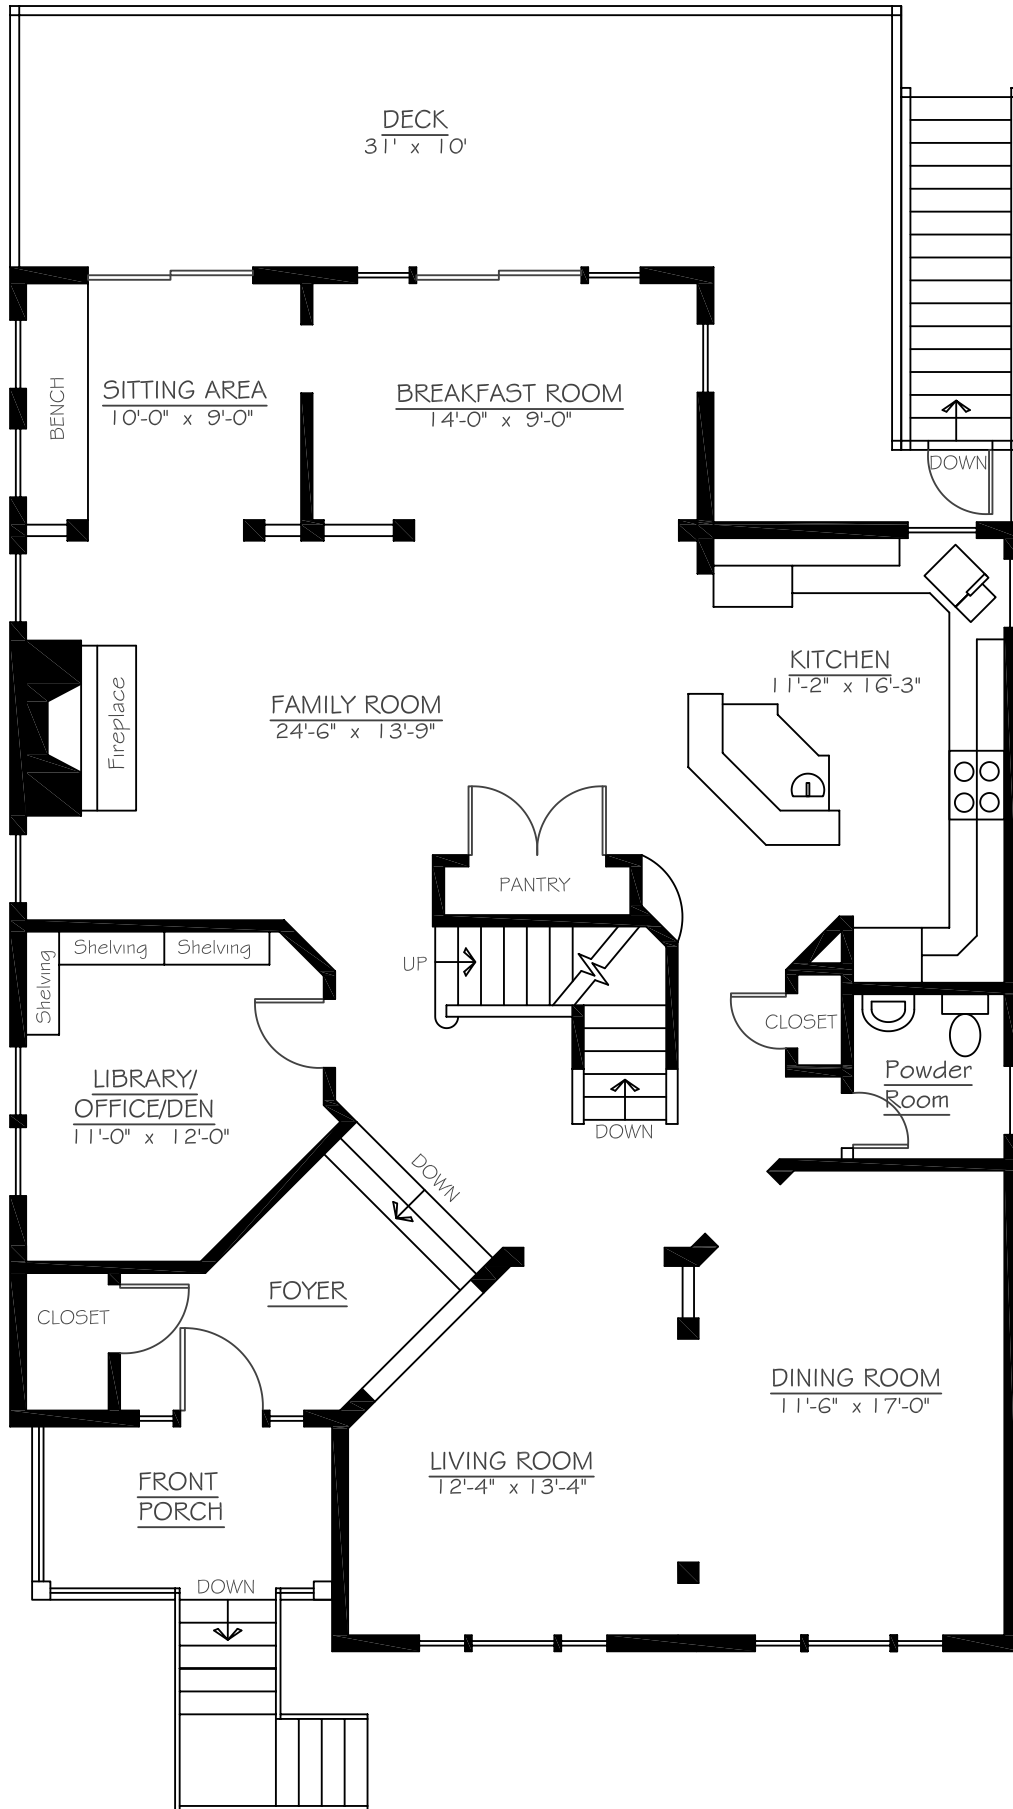 DECK
31' x 10'
SITTING AREA
10'-0" x 9'-0"
BREAKFAST ROOM
14'-0" x 9'-0"
BENCH
DOWN
KITCHEN
11'-2" x 16'-3"
FAMILY ROOM
24'-6" x 13'-9"
Fireplace
PANTRY
Shelving
Shelving
Shelving
UP
CLOSET
LIBRARY/
OFFICE/DEN
11'-0" x 12'-0"
Powder
Room
DOWN
DOWN
FOYER
CLOSET
DINING ROOM
11'-6" x 17'-0"
LIVING ROOM
12'-4" x 13'-4"
FRONT
PORCH
DOWN